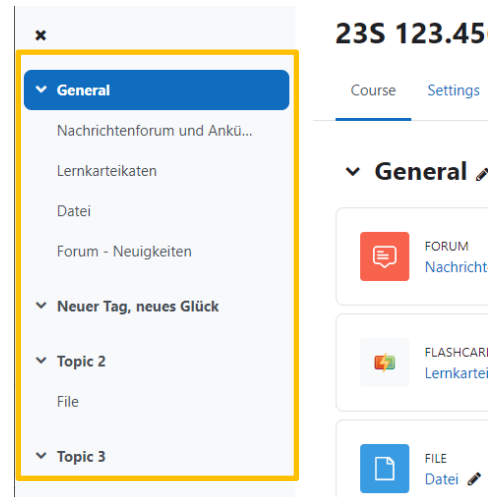 General
Nachrichtenforum und Ankü...
Lernkarteikaten
Datei
Forum - Neuigkeiten
Neuer Tag, neues Glück
Topic 2
File
Topic 3
23S 123.45
Course Settings
General
FORUM
Nachricht
FLASHCAR
Lernkartei
FILE
Datei